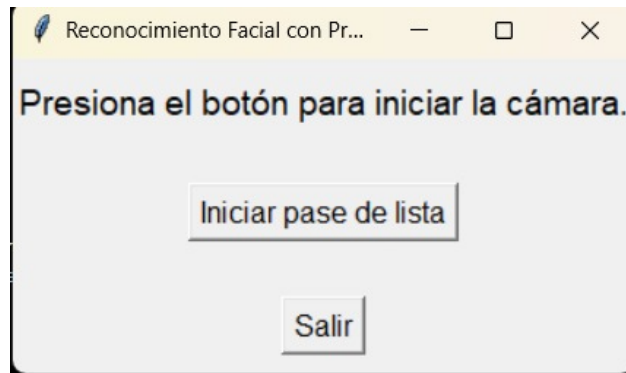 Reconocimiento Facial con Pr...
Presiona el botón para iniciar la cámara.
Iniciar pase de lista
Salir